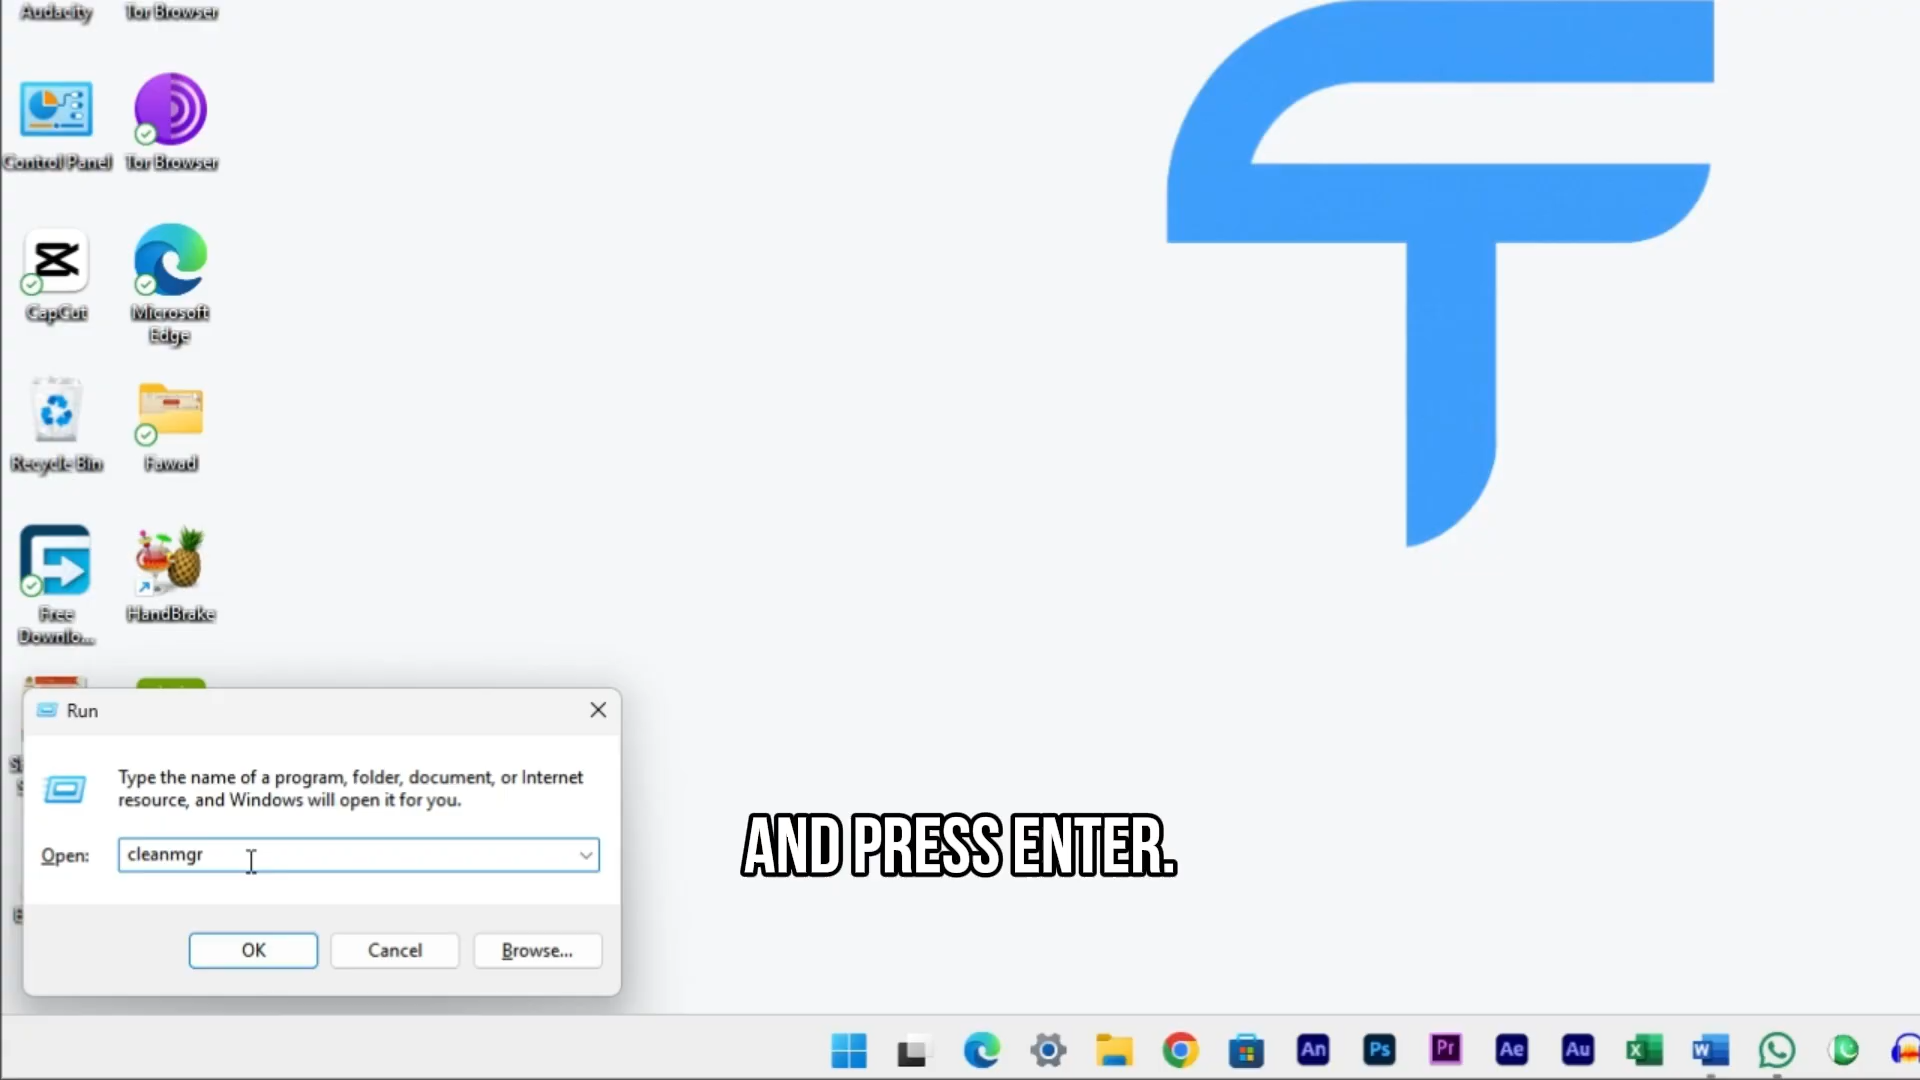 Audacity
Tor Browser
Control Panel
Tor Browser
CapCut
Microsoft
Edge
Recycle Bin
Fawad
Free
Downlo...
HandBrake
Run
Type the name of a program, folder, document, or Internet
resource, and Windows will open it for you.
Open:
cleanmgr
OK
Cancel
Browse...
AND PRESS ENTER.
An
Ps
Pr
Ae
Au
X
W